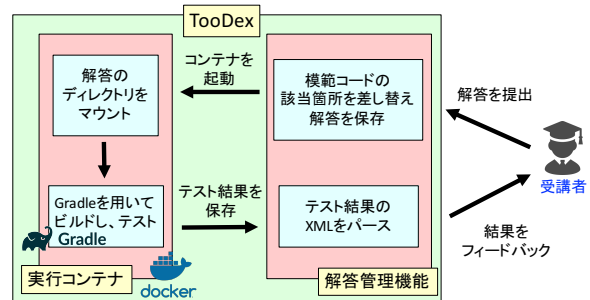 TooDex
解答の
ディレクトリを
マウント
コンテナを
起動
模範コードの
該当箇所を差し替え
解答を保存
解答を提出
受講者
Gradleを用いて
ビルドし、テスト
Gradle
テスト結果を
保存
テスト結果の
XMLをパース
結果を
フィードバック
実行コンテナ
docker
解答管理機能